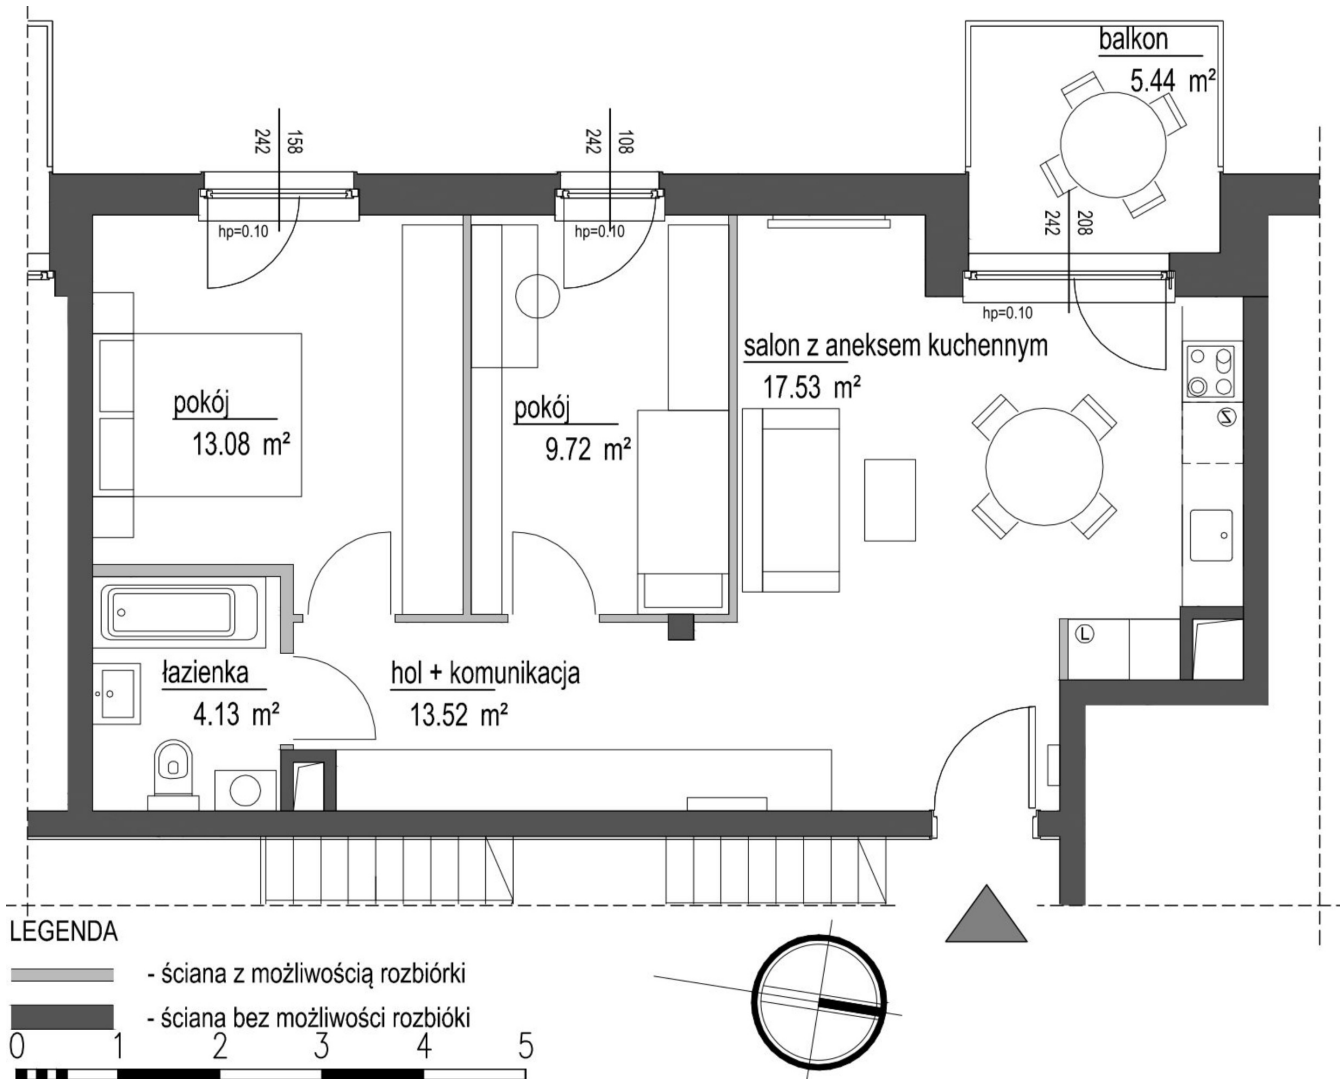 balkon
5.44 m²
242
158
242
108
242
208
hp=0.10
hp=0.10
hp=0.10
salon z aneksem kuchennym
17.53 m²
pokój
13.08 m²
pokój
9.72 m²
Z
L
łazienka
4.13 m²
hol + komunikacja
13.52 m²
LEGENDA
- ściana z możliwością rozbiórki
- ściana bez możliwości rozbióki
0 1 2 3 4 5